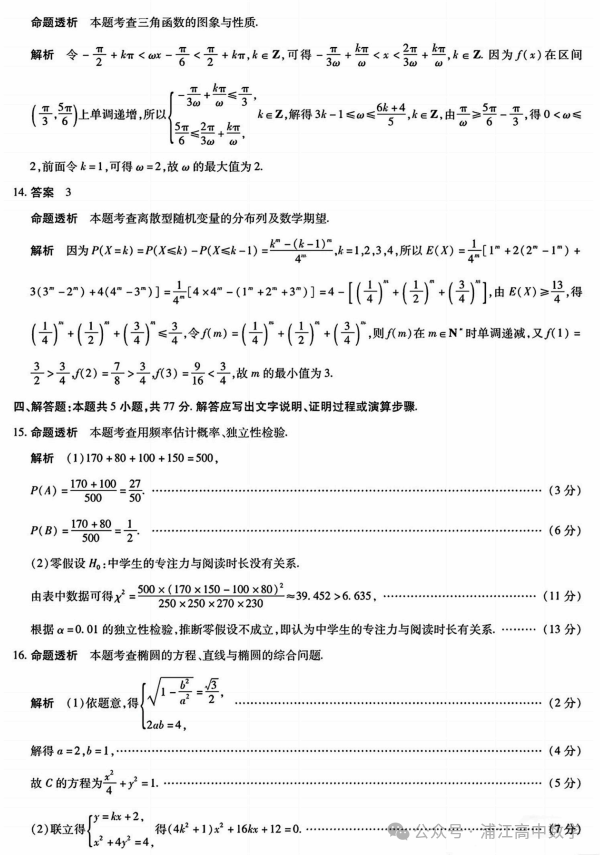 命题透析 本题考查三角函数的图象与性质.
解析 令 -π/2 + kπ < ωx - π/6 < π/2 + kπ, k∈Z, 可得 -π/3ω + kπ/ω < x < 2π/3ω + kπ/ω, k∈Z. 因为 f(x) 在区间
(π/3, 5π/6) 上单调递增, 所以 { -π/3ω + kπ/ω ≤ π/3, 5π/6 ≤ 2π/3ω + kπ/ω, k∈Z, 解得 3k-1 ≤ ω ≤ (6k+4)/5, k∈Z, 由 π/ω ≥ 5π/6 - π/3, 得 0 < ω ≤
2, 前面令 k=1, 可得 ω=2, 故 ω 的最大值为 2.
14. 答案 3
命题透析 本题考查离散型随机变量的分布列及数学期望.
解析 因为 P(X=k) = P(X≤k) - P(X≤k-1) = (k^m - (k-1)^m)/4^m, k=1,2,3,4, 所以 E(X) = 1/4^m [1^m + 2(2^m - 1^m) +
3(3^m - 2^m) + 4(4^m - 3^m)] = 1/4^m [4×4^m - (1^m + 2^m + 3^m)] = 4 - [(1/4)^m + (1/2)^m + (3/4)^m], 由 E(X) ≥ 13/4, 得
(1/4)^m + (1/2)^m + (3/4)^m ≤ 3/4, 令 f(m) = (1/4)^m + (1/2)^m + (3/4)^m, 则 f(m) 在 m∈N* 时单调递减, 又 f(1) =
3/2 > 3/4, f(2) = 7/8 > 3/4, f(3) = 9/16 < 3/4, 故 m 的最小值为 3.
四、解答题:本题共 5 小题,共 77 分. 解答应写出文字说明、证明过程或演算步骤.
15. 命题透析 本题考查用频率估计概率、独立性检验.
解析 (1)170+80+100+150=500,
P(A) = (170+100)/500 = 27/50. …… (3 分)
P(B) = (170+80)/500 = 1/2. …… (6 分)
(2)零假设 H₀:中学生的专注力与阅读时长没有关系.
由表中数据可得 χ² = 500×(170×150-100×80)²/(250×250×270×230) ≈ 39.452 > 6.635, …… (11 分)
根据 α=0.01 的独立性检验,推断零假设不成立,即认为中学生的专注力与阅读时长有关系. …… (13 分)
16. 命题透析 本题考查椭圆的方程、直线与椭圆的综合问题.
解析 (1)依题意,得 { √(1 - b²/a²) = √3/2, 2ab=4, …… (2 分)
解得 a=2, b=1, …… (4 分)
故 C 的方程为 x²/4 + y² = 1. …… (5 分)
(2)联立得 { y=kx+2, x²+4y²=4, 得 (4k²+1)x²+16kx+12=0. …… (7 分)
公众号·浦江高中数学